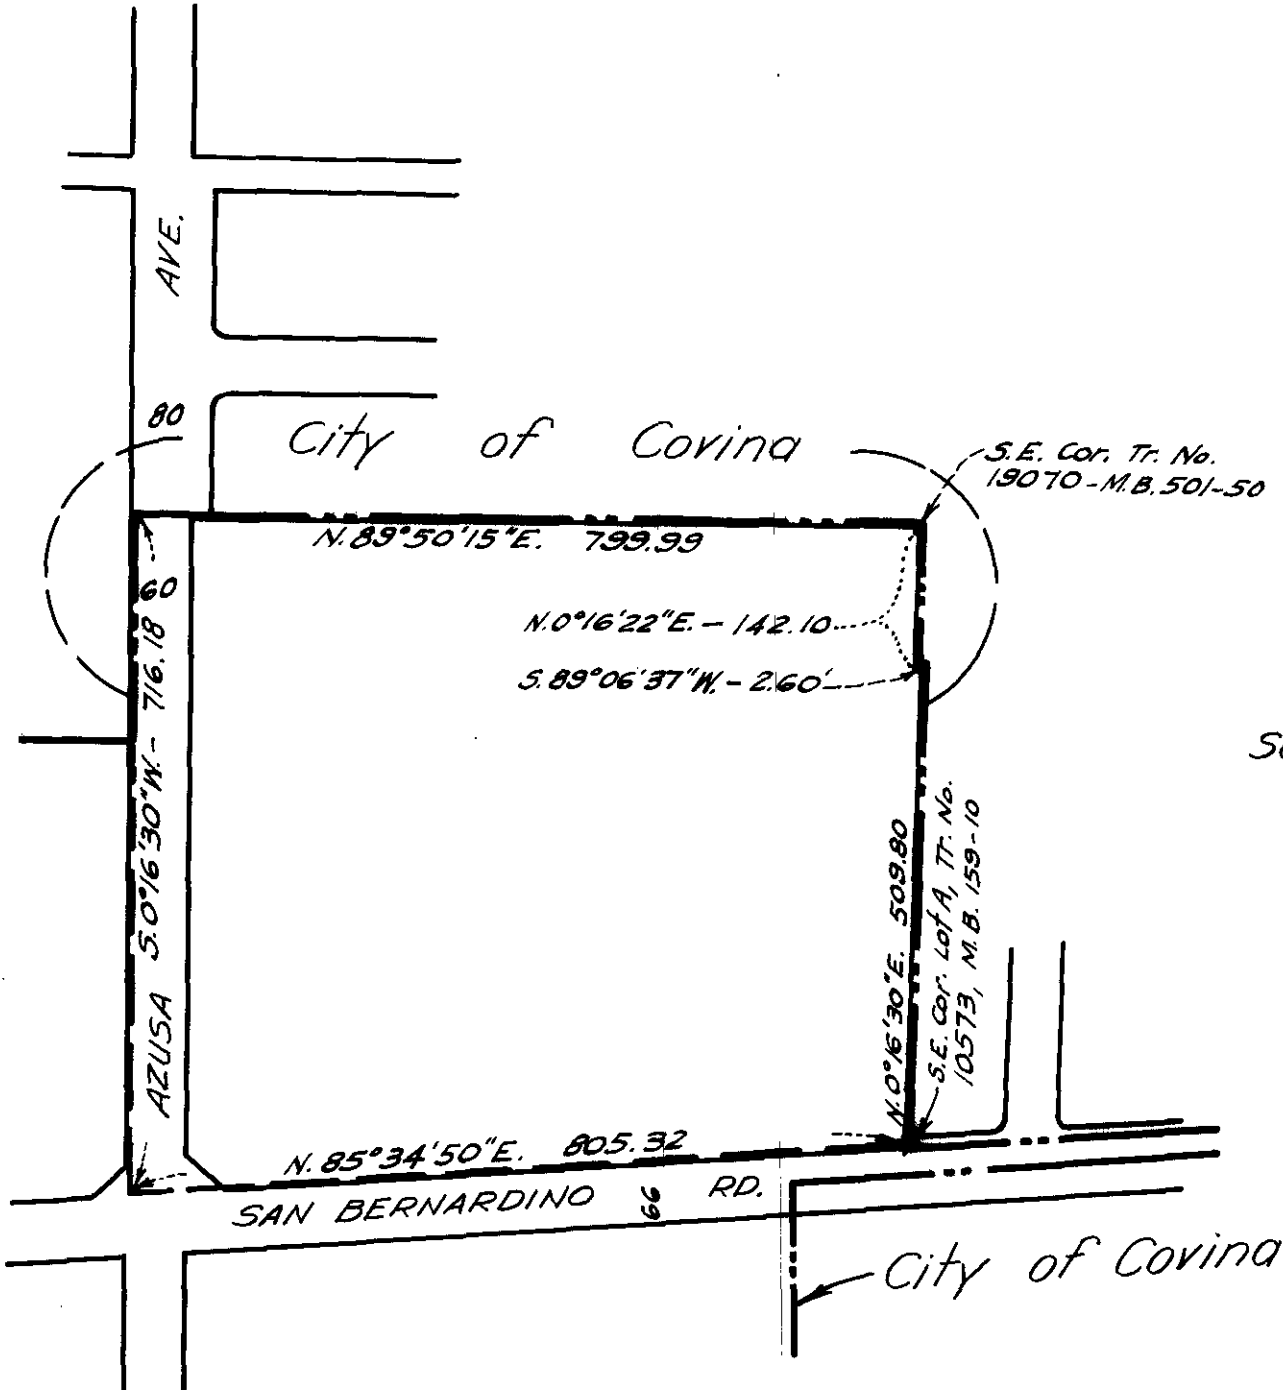 AVE.
80
City of Covina
S.E. Cor. Tr. No.
19070-M.B. 501-50
N. 89°50'15"E. 799.99
60
N. 0°16'22"E. - 142.10
S. 89°06'37"W. - 2.60'
AZUSA S. 0°16'30"W. - 716.18
N. 0°16'30"E. 509.80
S.E. Cor. Lot A, Tr. No.
10573, M.B. 159-10
N. 85°34'50"E. 805.32
SAN BERNARDINO 66 RD.
City of Covina